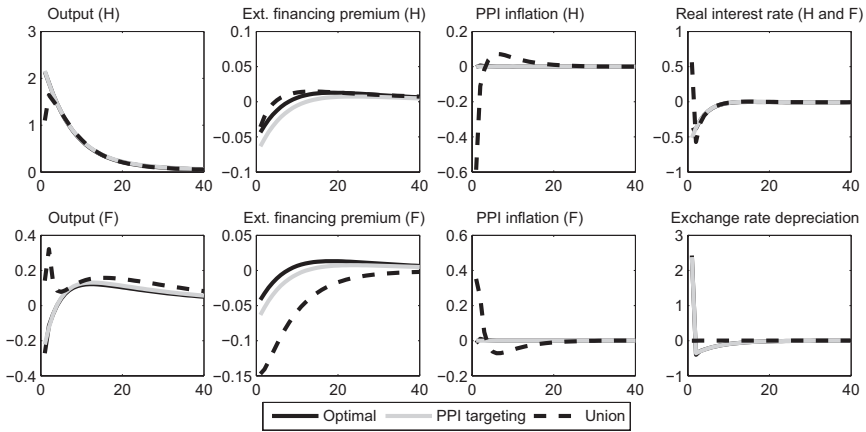 Output (H)
3
2
1
0
0 20 40
Ext. financing premium (H)
0.1
0.05
0
−0.05
−0.1
0 20 40
PPI inflation (H)
0.2
0
−0.2
−0.4
−0.6
0 20 40
Real interest rate (H and F)
1
0.5
0
−0.5
−1
0 20 40
Output (F)
0.4
0.2
0
−0.2
−0.4
0 20 40
Ext. financing premium (F)
0.05
0
−0.05
−0.1
−0.15
0 20 40
PPI inflation (F)
0.6
0.4
0.2
0
−0.2
0 20 40
Exchange rate depreciation
3
2
1
0
−1
0 20 40
Optimal PPI targeting Union